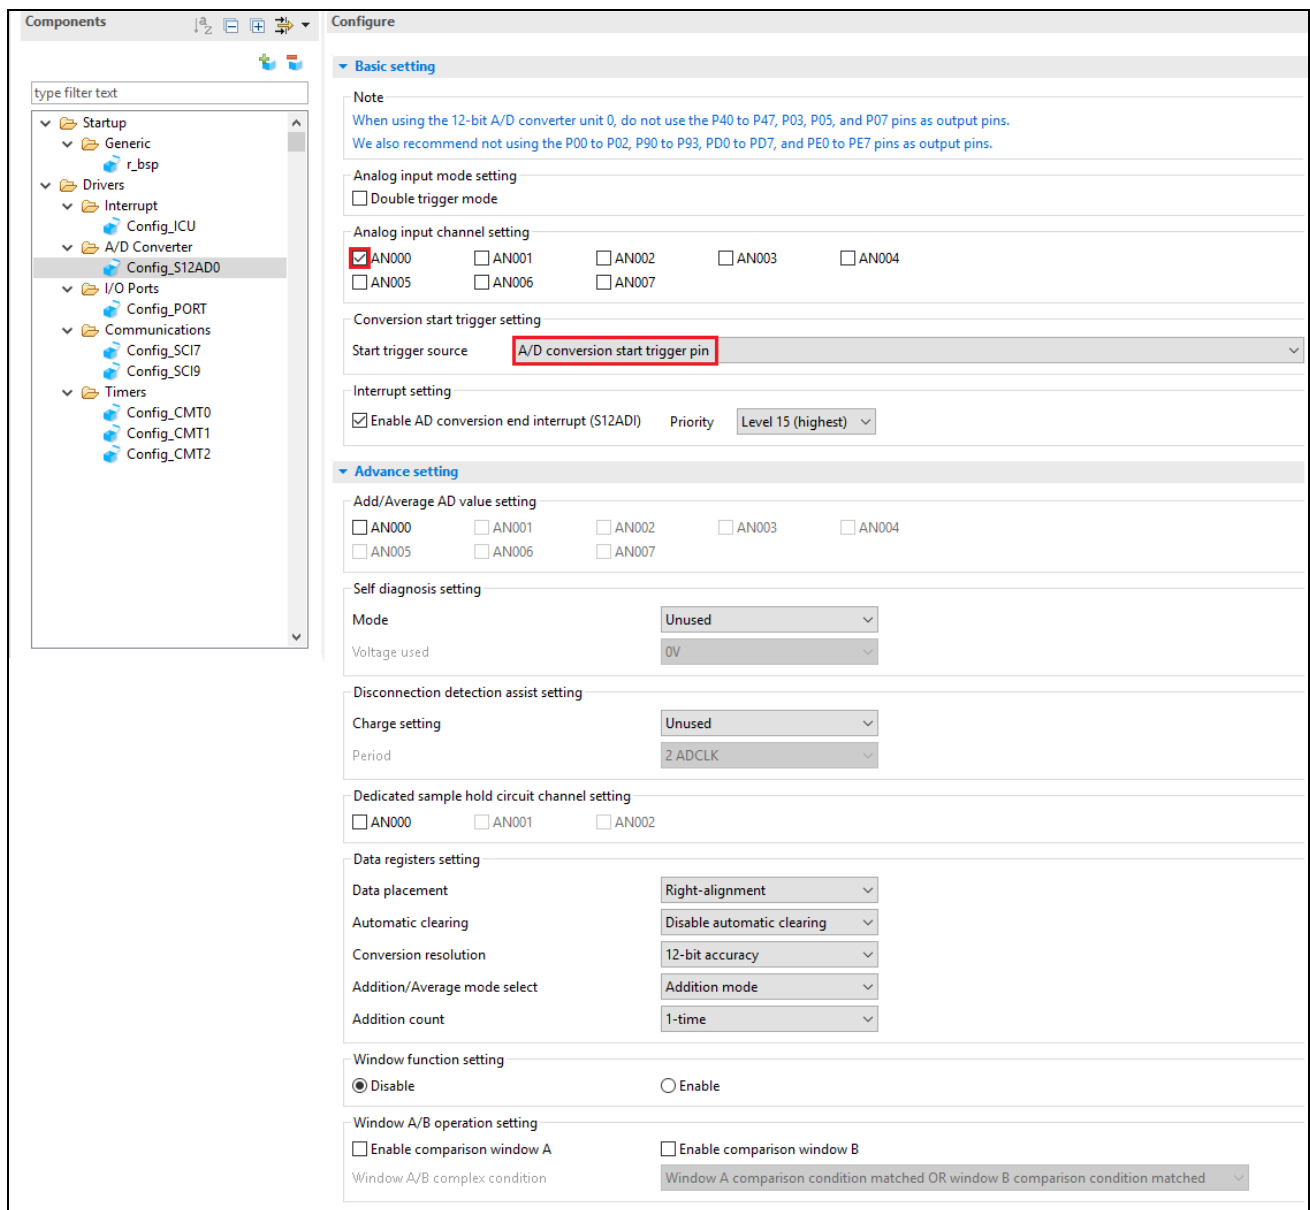 Components
Configure
type filter text
Startup
Generic
r_bsp
Drivers
Interrupt
Config_ICU
A/D Converter
Config_S12AD0
I/O Ports
Config_PORT
Communications
Config_SCI7
Config_SCI9
Timers
Config_CMT0
Config_CMT1
Config_CMT2
Basic setting
Note
When using the 12-bit A/D converter unit 0, do not use the P40 to P47, P03, P05, and P07 pins as output pins.
We also recommend not using the P00 to P02, P90 to P93, PD0 to PD7, and PE0 to PE7 pins as output pins.
Analog input mode setting
Double trigger mode
Analog input channel setting
AN000 AN001 AN002 AN003 AN004
AN005 AN006 AN007
Conversion start trigger setting
Start trigger source A/D conversion start trigger pin
Interrupt setting
Enable AD conversion end interrupt (S12ADI) Priority Level 15 (highest)
Advance setting
Add/Average AD value setting
AN000 AN001 AN002 AN003 AN004
AN005 AN006 AN007
Self diagnosis setting
Mode Unused
Voltage used 0V
Disconnection detection assist setting
Charge setting Unused
Period 2 ADCLK
Dedicated sample hold circuit channel setting
AN000 AN001 AN002
Data registers setting
Data placement Right-alignment
Automatic clearing Disable automatic clearing
Conversion resolution 12-bit accuracy
Addition/Average mode select Addition mode
Addition count 1-time
Window function setting
Disable Enable
Window A/B operation setting
Enable comparison window A Enable comparison window B
Window A/B complex condition Window A comparison condition matched OR window B comparison condition matched